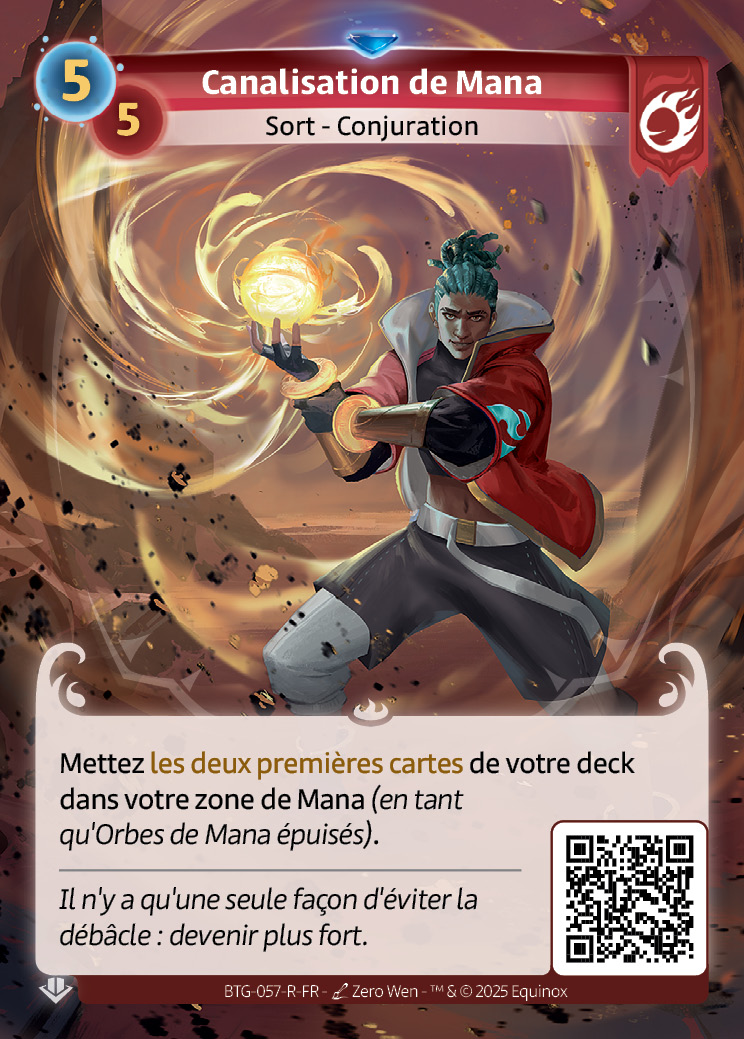 5
5
Canalisation de Mana
Sort - Conjuration
Mettez les deux premières cartes de votre deck
dans votre zone de Mana (en tant
qu'Orbes de Mana épuisés).
Il n'y a qu'une seule façon d'éviter la
débâcle : devenir plus fort.
BTG-057-R-FR - Zero Wen - ™ & © 2025 Equinox